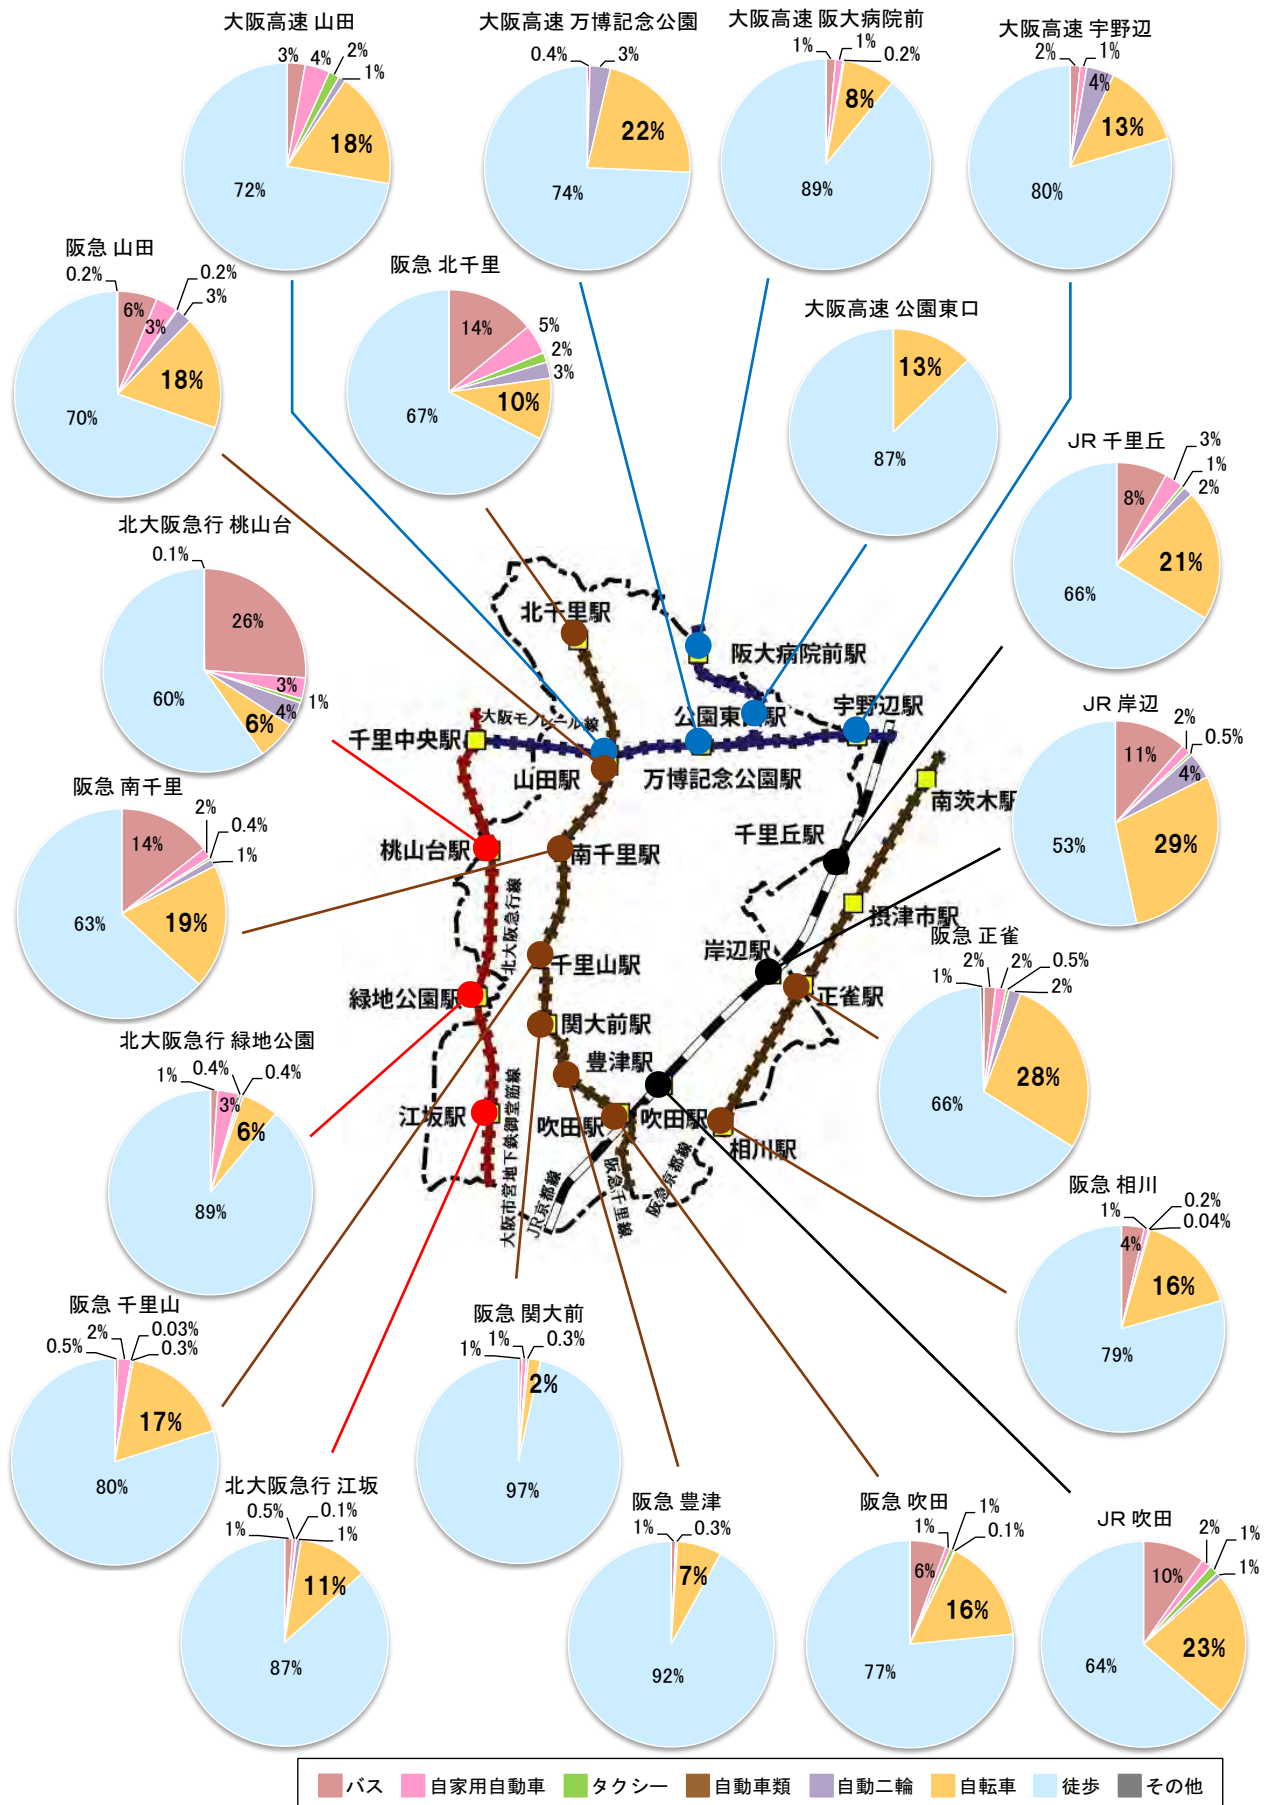 大阪高速 山田
3%
4%
2%
1%
18%
72%
大阪高速 万博記念公園
0.4%
3%
22%
74%
大阪高速 阪大病院前
1%
1%
0.2%
8%
89%
大阪高速 宇野辺
2%
1%
4%
13%
80%
阪急 山田
0.2%
6%
3%
0.2%
3%
18%
70%
阪急 北千里
14%
5%
2%
3%
10%
67%
大阪高速 公園東口
13%
87%
JR 千里丘
8%
3%
1%
2%
21%
66%
北大阪急行 桃山台
0.1%
26%
3%
1%
4%
6%
60%
JR 岸辺
11%
2%
0.5%
4%
29%
53%
阪急 南千里
14%
2%
0.4%
1%
19%
63%
阪急 正雀
1%
2%
2%
0.5%
2%
28%
66%
北大阪急行 緑地公園
1%
0.4%
3%
0.4%
6%
89%
阪急 相川
1%
4%
0.2%
0.04%
16%
79%
阪急 千里山
0.5%
2%
0.03%
0.3%
17%
80%
阪急 関大前
1%
1%
0.3%
2%
97%
北大阪急行 江坂
1%
0.5%
0.1%
1%
11%
87%
阪急 豊津
1%
0.3%
7%
92%
阪急 吹田
6%
1%
1%
0.1%
16%
77%
JR 吹田
10%
2%
1%
1%
23%
64%
北千里駅
阪大病院前駅
大阪モノレール線
公園東口駅
宇野辺駅
千里中央駅
山田駅
万博記念公園駅
南茨木駅
千里丘駅
桃山台駅
南千里駅
摂津市駅
北大阪急行線
千里山駅
岸辺駅
正雀駅
緑地公園駅
関大前駅
豊津駅
江坂駅
吹田駅
吹田駅
相川駅
大阪市営地下鉄御堂筋線
JR京都線
阪急千里線
阪急京都線
バス 自家用自動車 タクシー 自動車類 自動二輪 自転車 徒歩 その他